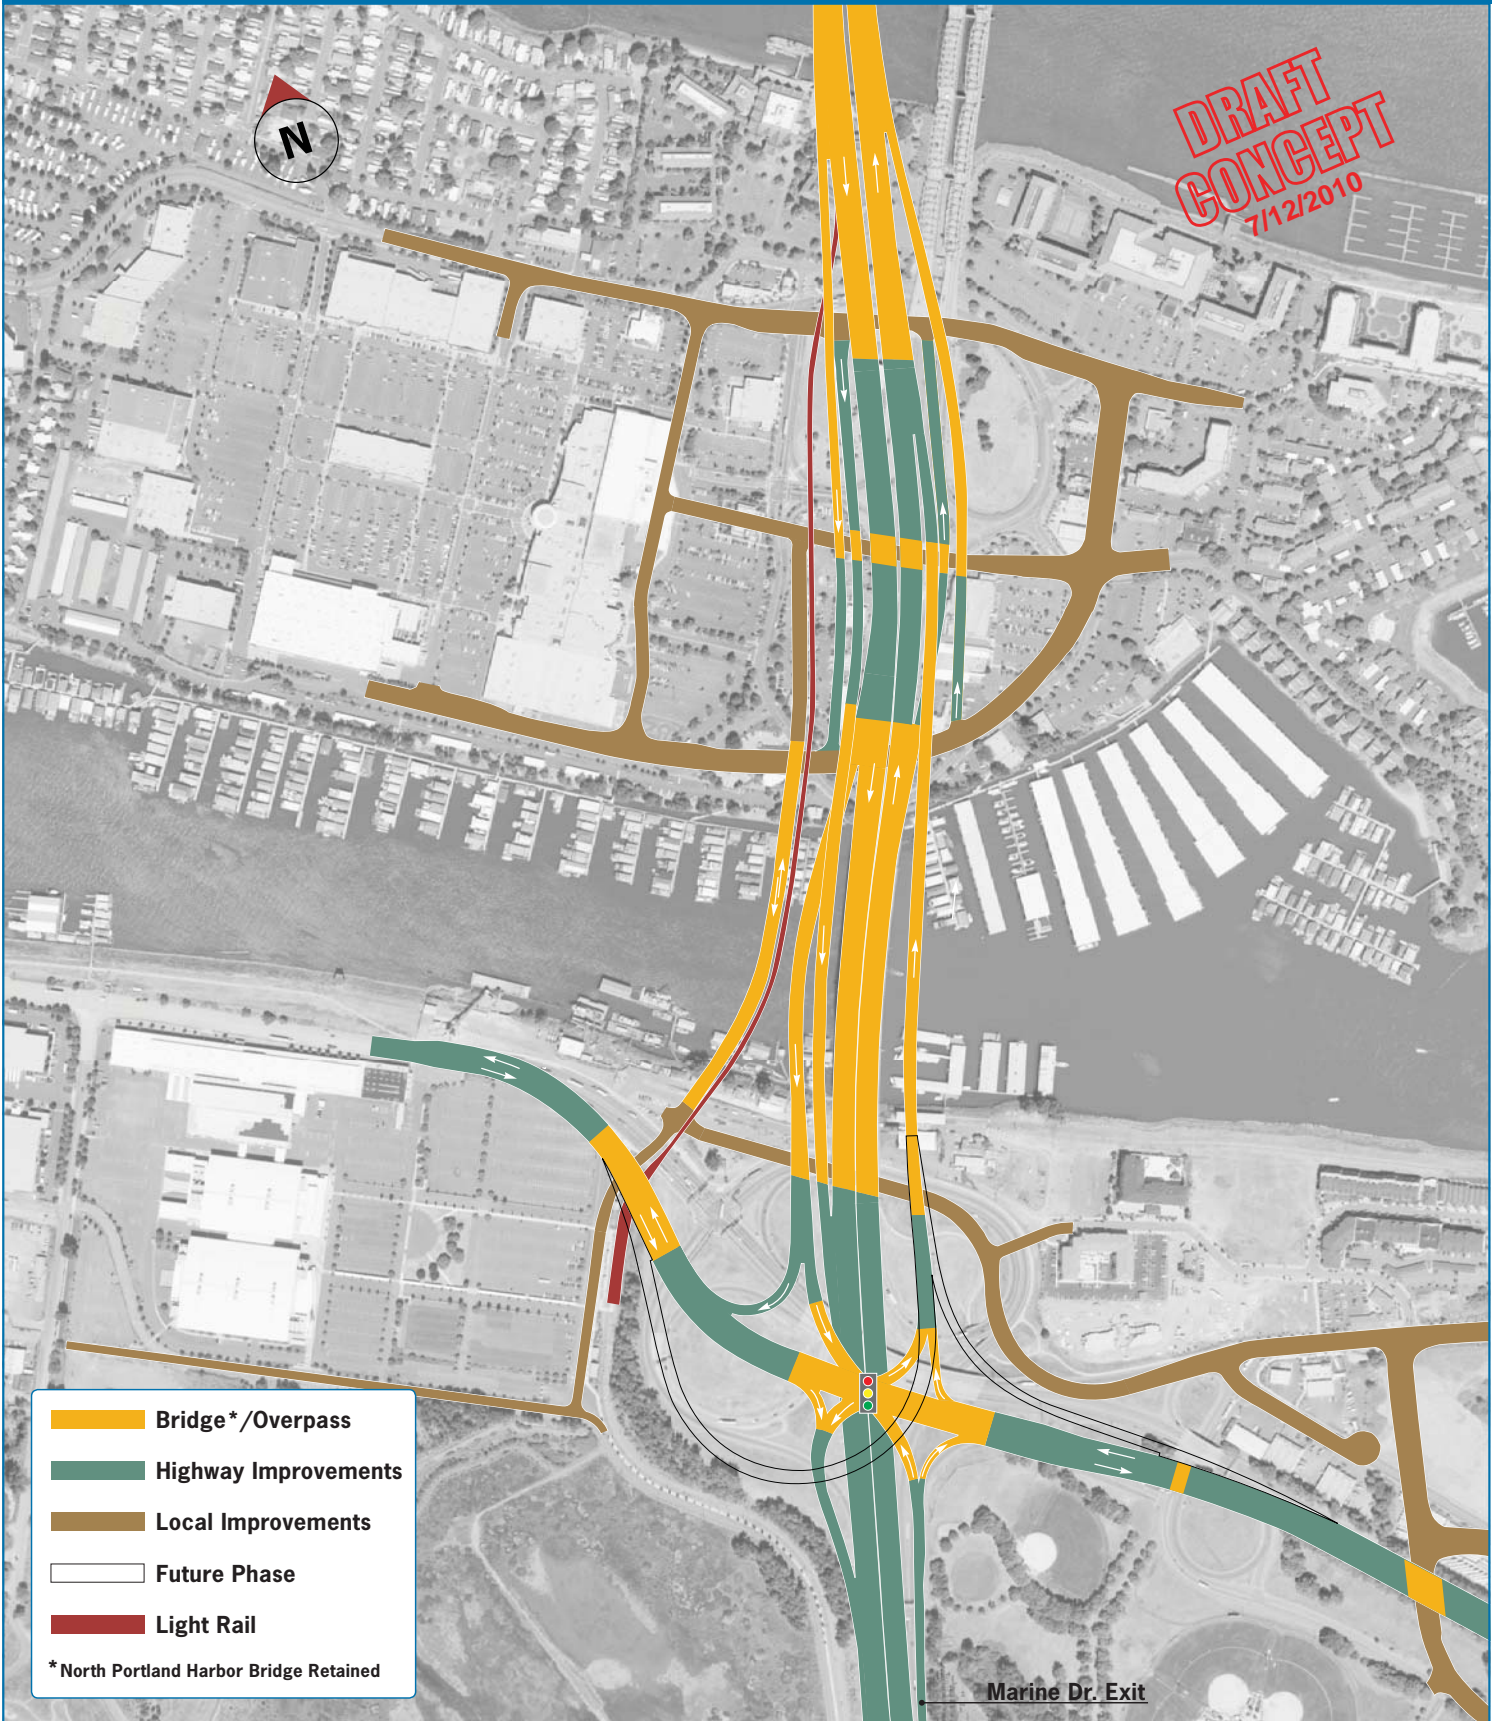 N
DRAFT
CONCEPT
7/12/2010
Bridge*/Overpass
Highway Improvements
Local Improvements
Future Phase
Light Rail
*North Portland Harbor Bridge Retained
Marine Dr. Exit